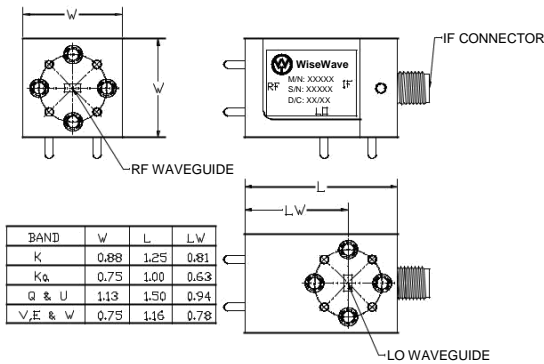 W
W
IF CONNECTOR
WiseWave
M/N: XXXXX
RF
IF
S/N: XXXXX
D/C: XX/XX
LO
RF WAVEGUIDE
L
LW
BAND W L LW
K 0.88 1.25 0.81
Ka 0.75 1.00 0.63
Q & U 1.13 1.50 0.94
V,E & W 0.75 1.16 0.78
LO WAVEGUIDE